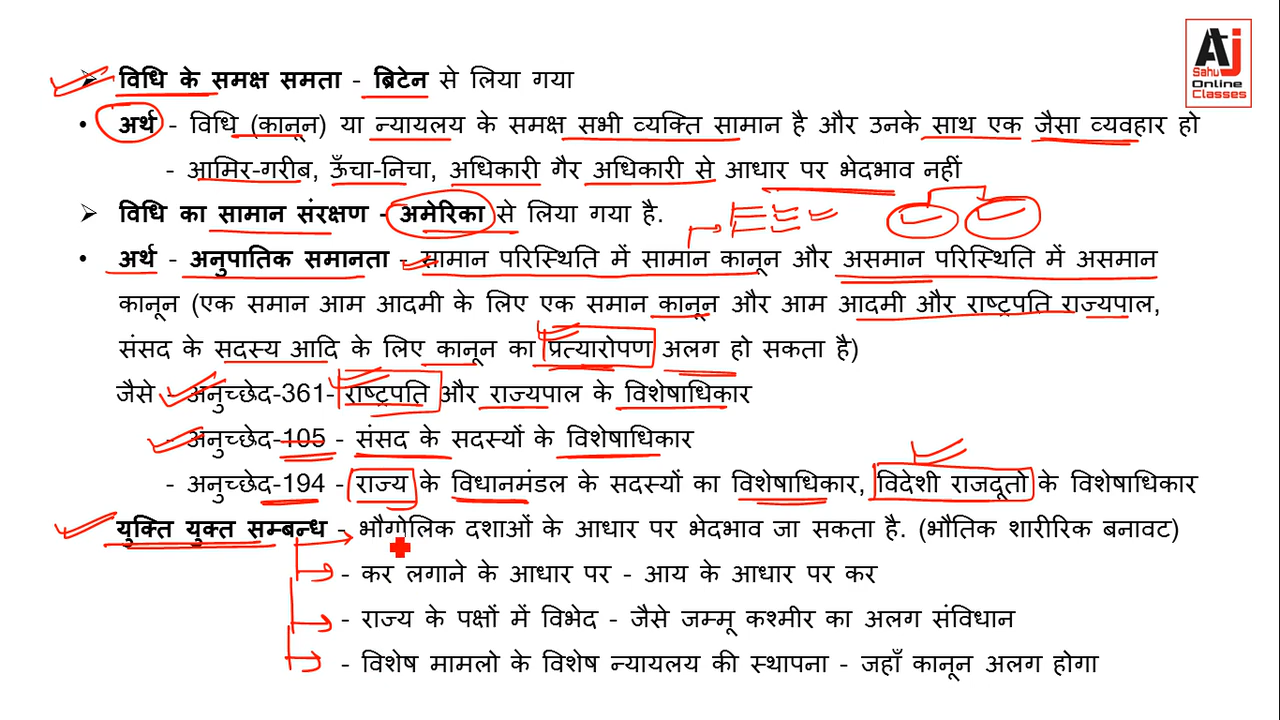 AJ
Sahu
Online
Classes
➢ विधि के समक्ष समता - ब्रिटेन से लिया गया
• अर्थ - विधि (कानून) या न्यायलय के समक्ष सभी व्यक्ति सामान है और उनके साथ एक जैसा व्यवहार हो
- आमिर-गरीब, ऊँचा-निचा, अधिकारी गैर अधिकारी से आधार पर भेदभाव नहीं
➢ विधि का सामान संरक्षण - अमेरिका से लिया गया है.
• अर्थ - अनुपातिक समानता - सामान परिस्थिति में सामान कानून और असमान परिस्थिति में असमान
कानून (एक समान आम आदमी के लिए एक समान कानून और आम आदमी और राष्ट्रपति राज्यपाल,
संसद के सदस्य आदि के लिए कानून का प्रत्यारोपण अलग हो सकता है)
जैसे - अनुच्छेद-361- राष्ट्रपति और राज्यपाल के विशेषाधिकार
- अनुच्छेद-105 - संसद के सदस्यों के विशेषाधिकार
- अनुच्छेद-194 - राज्य के विधानमंडल के सदस्यों का विशेषाधिकार, विदेशी राजदूतो के विशेषाधिकार
युक्ति युक्त सम्बन्ध - भौगोलिक दशाओं के आधार पर भेदभाव जा सकता है. (भौतिक शारीरिक बनावट)
- कर लगाने के आधार पर - आय के आधार पर कर
- राज्य के पक्षों में विभेद - जैसे जम्मू कश्मीर का अलग संविधान
- विशेष मामलो के विशेष न्यायलय की स्थापना - जहाँ कानून अलग होगा